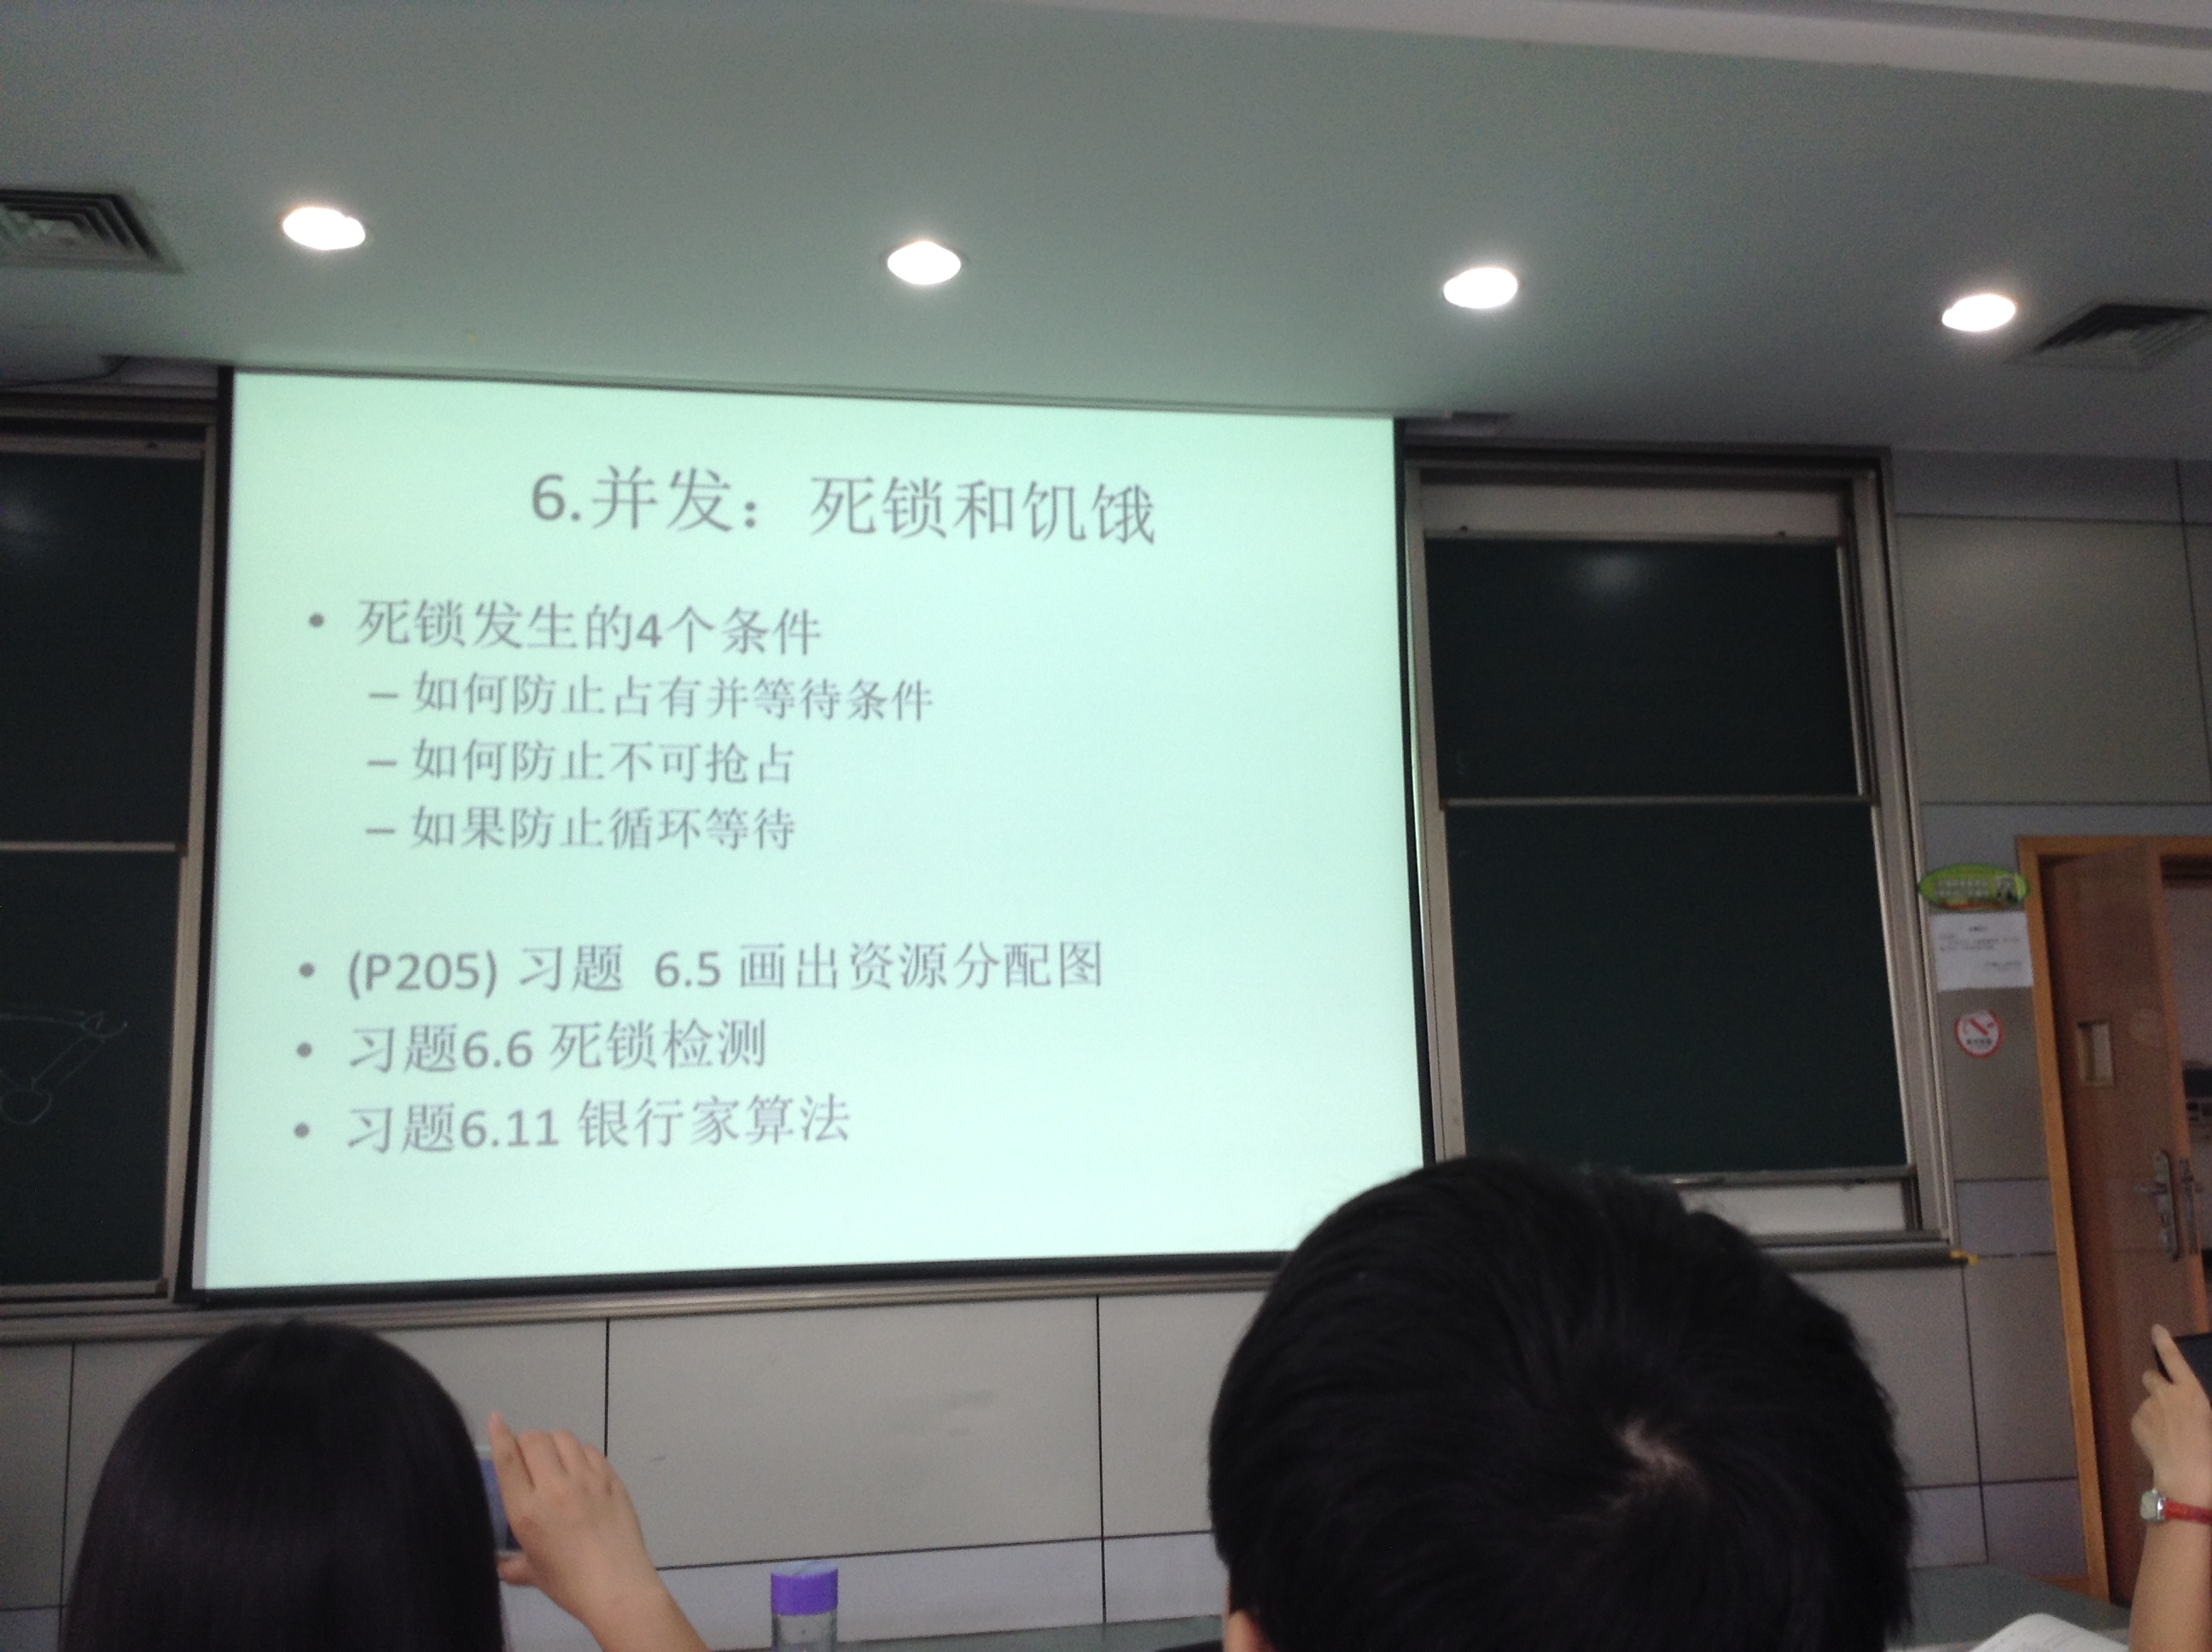 6.并发：死锁和饥饿
• 死锁发生的4个条件
– 如何防止占有并等待条件
– 如何防止不可抢占
– 如果防止循环等待
• (P205) 习题 6.5 画出资源分配图
• 习题6.6 死锁检测
• 习题6.11 银行家算法